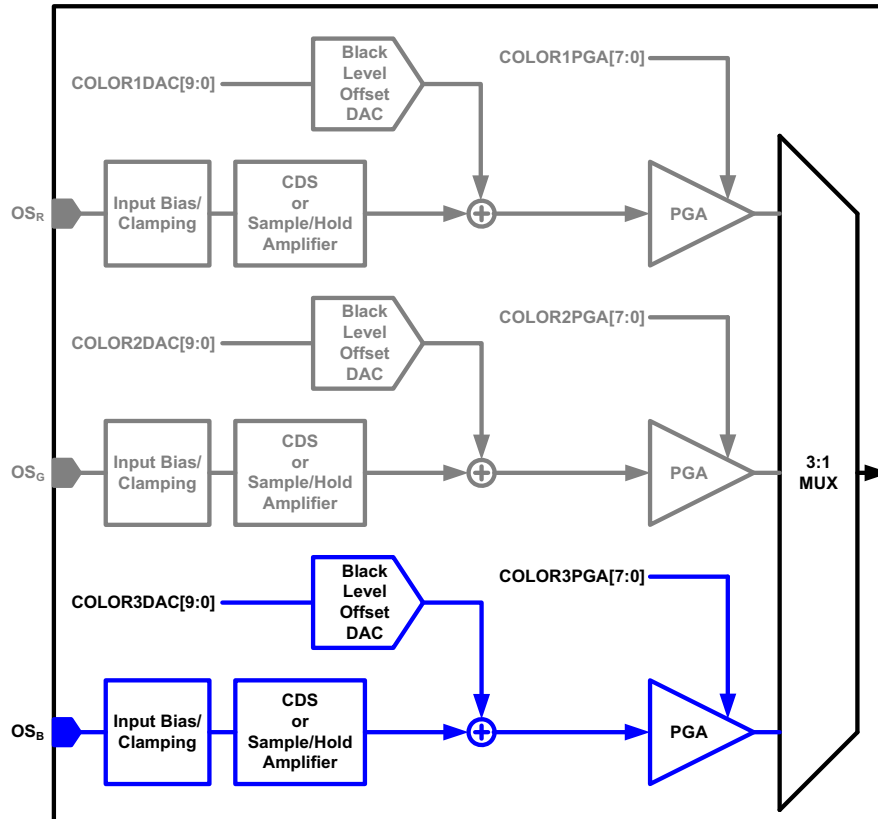 Black
Level
Offset
DAC
COLOR1DAC[9:0]
COLOR1PGA[7:0]
OSR
Input Bias/
Clamping
CDS
or
Sample/Hold
Amplifier
PGA
Black
Level
Offset
DAC
COLOR2DAC[9:0]
COLOR2PGA[7:0]
OSG
Input Bias/
Clamping
CDS
or
Sample/Hold
Amplifier
PGA
3:1
MUX
Black
Level
Offset
DAC
COLOR3DAC[9:0]
COLOR3PGA[7:0]
OSB
Input Bias/
Clamping
CDS
or
Sample/Hold
Amplifier
PGA